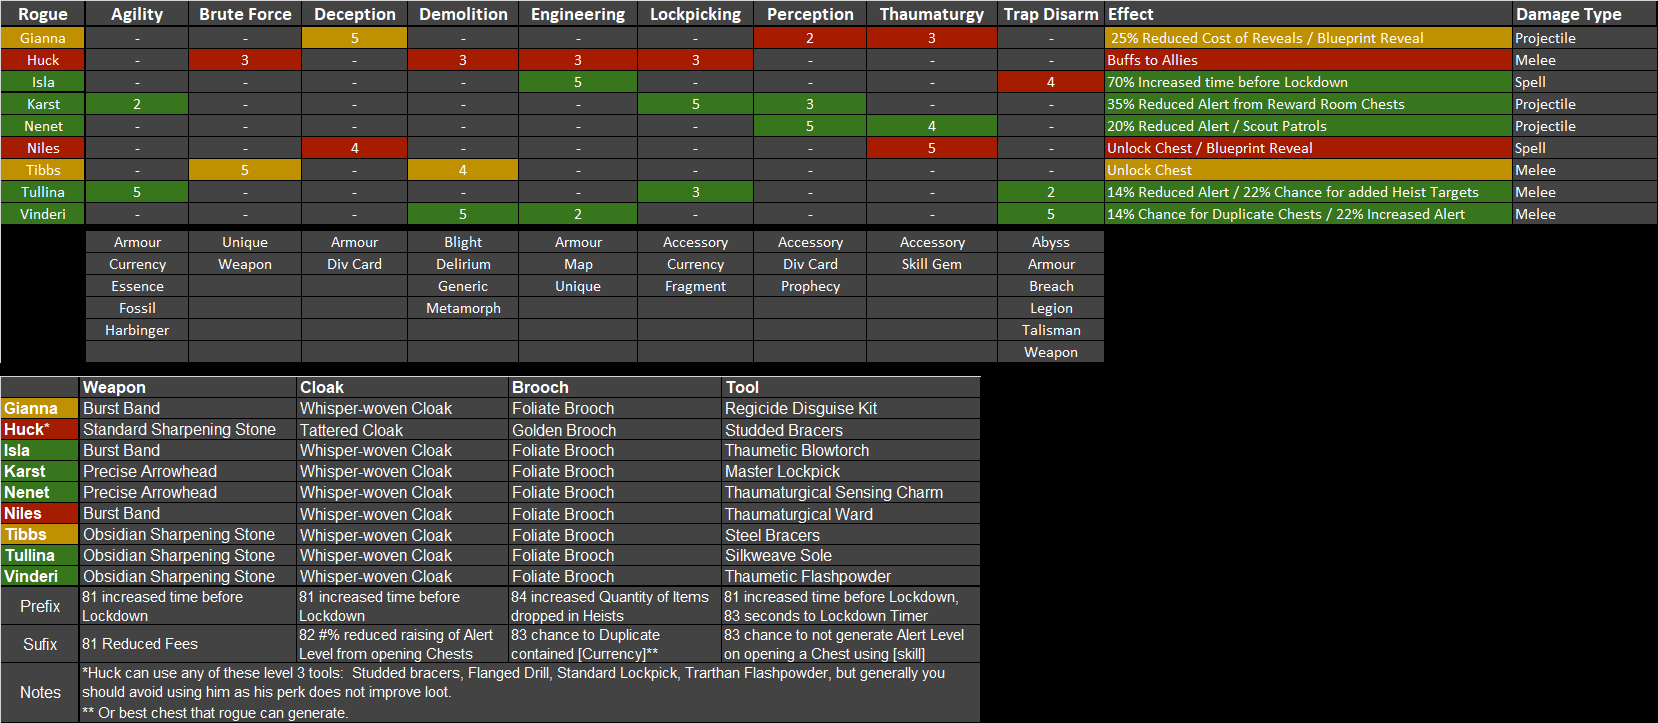 Rogue Agility Brute Force Deception Demolition Engineering Lockpicking Perception Thaumaturgy Trap Disarm Effect Damage Type
Gianna - - 5 - - - 2 3 - 25% Reduced Cost of Reveals / Blueprint Reveal Projectile
Huck - 3 - 3 3 3 - - - Buffs to Allies Melee
Isla - - - - 5 - - - 4 70% Increased time before Lockdown Spell
Karst 2 - - - - 5 3 - - 35% Reduced Alert from Reward Room Chests Projectile
Nenet - - - - - - 5 4 - 20% Reduced Alert / Scout Patrols Projectile
Niles - - 4 - - - - 5 - Unlock Chest / Blueprint Reveal Spell
Tibbs - 5 - 4 - - - - - Unlock Chest Melee
Tullina 5 - - - - 3 - - 2 14% Reduced Alert / 22% Chance for added Heist Targets Melee
Vinderi - - - 5 2 - - - 5 14% Chance for Duplicate Chests / 22% Increased Alert Melee
Armour Unique Armour Blight Armour Accessory Accessory Accessory Abyss
Currency Weapon Div Card Delirium Map Currency Div Card Skill Gem Armour
Essence Generic Unique Fragment Prophecy Breach
Fossil Metamorph Legion
Harbinger Talisman
Weapon
Weapon Cloak Brooch Tool
Gianna Burst Band Whisper-woven Cloak Foliate Brooch Regicide Disguise Kit
Huck* Standard Sharpening Stone Tattered Cloak Golden Brooch Studded Bracers
Isla Burst Band Whisper-woven Cloak Foliate Brooch Thaumetic Blowtorch
Karst Precise Arrowhead Whisper-woven Cloak Foliate Brooch Master Lockpick
Nenet Precise Arrowhead Whisper-woven Cloak Foliate Brooch Thaumaturgical Sensing Charm
Niles Burst Band Whisper-woven Cloak Foliate Brooch Thaumaturgical Ward
Tibbs Obsidian Sharpening Stone Whisper-woven Cloak Foliate Brooch Steel Bracers
Tullina Obsidian Sharpening Stone Whisper-woven Cloak Foliate Brooch Silkweave Sole
Vinderi Obsidian Sharpening Stone Whisper-woven Cloak Foliate Brooch Thaumetic Flashpowder
Prefix
81 increased time before
Lockdown
81 increased time before
Lockdown
84 increased Quantity of Items
dropped in Heists
81 increased time before Lockdown,
83 seconds to Lockdown Timer
Sufix
81 Reduced Fees
82 #% reduced raising of Alert
Level from opening Chests
83 chance to Duplicate
contained [Currency]**
83 chance to not generate Alert Level
on opening a Chest using [skill]
Notes
*Huck can use any of these level 3 tools: Studded bracers, Flanged Drill, Standard Lockpick, Trarthan Flashpowder, but generally you
should avoid using him as his perk does not improve loot.
** Or best chest that rogue can generate.